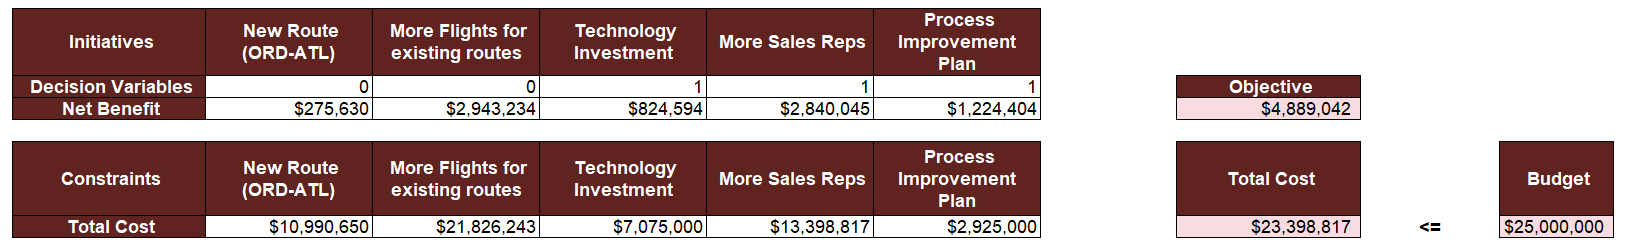 Initiatives New Route (ORD-ATL) More Flights for existing routes Technology Investment More Sales Reps Process Improvement Plan
Decision Variables 0 0 1 1 1 Objective
Net Benefit $275,630 $2,943,234 $824,594 $2,840,045 $1,224,404 $4,889,042
Constraints New Route (ORD-ATL) More Flights for existing routes Technology Investment More Sales Reps Process Improvement Plan Total Cost Budget
Total Cost $10,990,650 $21,826,243 $7,075,000 $13,398,817 $2,925,000 $23,398,817 <= $25,000,000